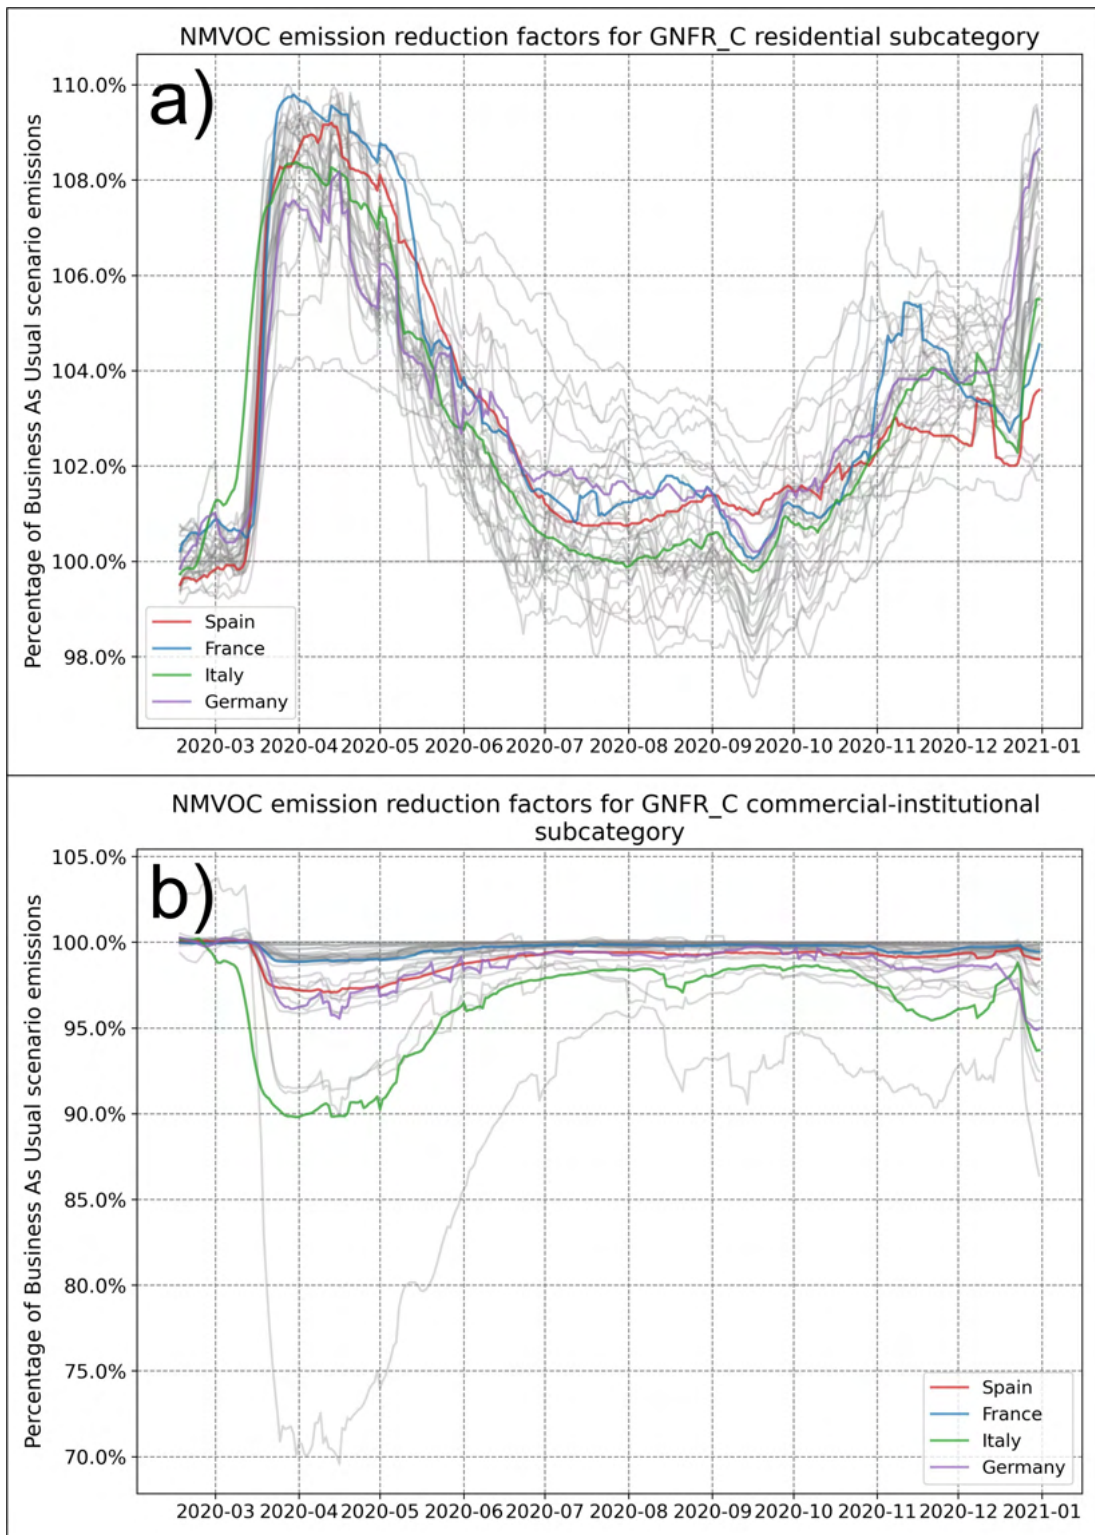 NMVOC emission reduction factors for GNFR_C residential subcategory
a)
Percentage of Business As Usual scenario emissions
110.0%
108.0%
106.0%
104.0%
102.0%
100.0%
98.0%
Spain
France
Italy
Germany
2020-03 2020-04 2020-05 2020-06 2020-07 2020-08 2020-09 2020-10 2020-11 2020-12 2021-01
NMVOC emission reduction factors for GNFR_C commercial-institutional
subcategory
b)
Percentage of Business As Usual scenario emissions
105.0%
100.0%
95.0%
90.0%
85.0%
80.0%
75.0%
70.0%
Spain
France
Italy
Germany
2020-03 2020-04 2020-05 2020-06 2020-07 2020-08 2020-09 2020-10 2020-11 2020-12 2021-01